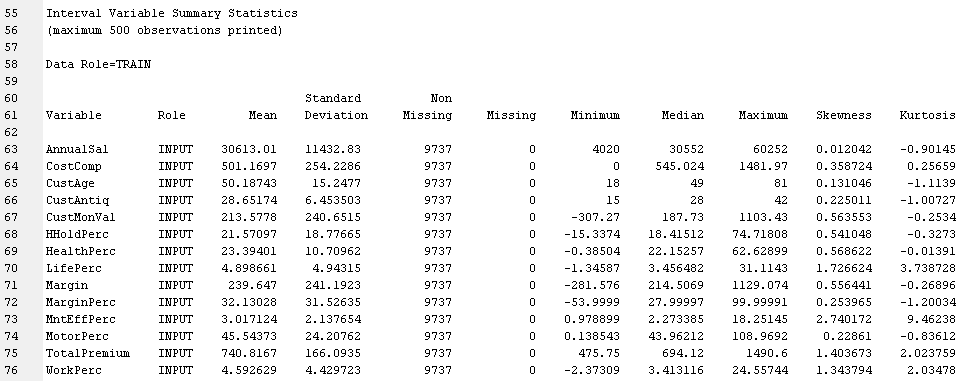 55 Interval Variable Summary Statistics
56 (maximum 500 observations printed)
57
58 Data Role=TRAIN
59
60 Standard Non
61 Variable Role Mean Deviation Missing Missing Minimum Median Maximum Skewness Kurtosis
62
63 AnnualSal INPUT 30613.01 11432.83 9737 0 4020 30552 60252 0.012042 -0.90145
64 CostComp INPUT 501.1697 254.2286 9737 0 0 545.024 1481.97 0.358724 0.25659
65 CustAge INPUT 50.18743 15.2477 9737 0 18 49 81 0.131046 -1.1139
66 CustAntiq INPUT 28.65174 6.453503 9737 0 15 28 42 0.225011 -1.00727
67 CustMonVal INPUT 213.5778 240.6515 9737 0 -307.27 187.73 1103.43 0.563553 -0.2534
68 HHoldPerc INPUT 21.57097 18.77665 9737 0 -15.3374 18.41512 74.71808 0.541048 -0.3273
69 HealthPerc INPUT 23.39401 10.70962 9737 0 -0.38504 22.15257 62.62899 0.568622 -0.01391
70 LifePerc INPUT 4.898661 4.94315 9737 0 -1.34587 3.456482 31.1143 1.726624 3.738728
71 Margin INPUT 239.647 241.1923 9737 0 -281.576 214.5069 1129.074 0.556441 -0.26896
72 MarginPerc INPUT 32.13028 31.52635 9737 0 -53.9999 27.99997 99.99991 0.253965 -1.20034
73 MntEffPerc INPUT 3.017124 2.137654 9737 0 0.978899 2.273385 18.25145 2.740172 9.46238
74 MotorPerc INPUT 45.54373 24.20762 9737 0 0.138543 43.96212 108.9692 0.22861 -0.83612
75 TotalPremium INPUT 740.8167 166.0935 9737 0 475.75 694.12 1490.6 1.403673 2.023759
76 WorkPerc INPUT 4.592629 4.429723 9737 0 -2.37309 3.413116 24.55744 1.343794 2.03478